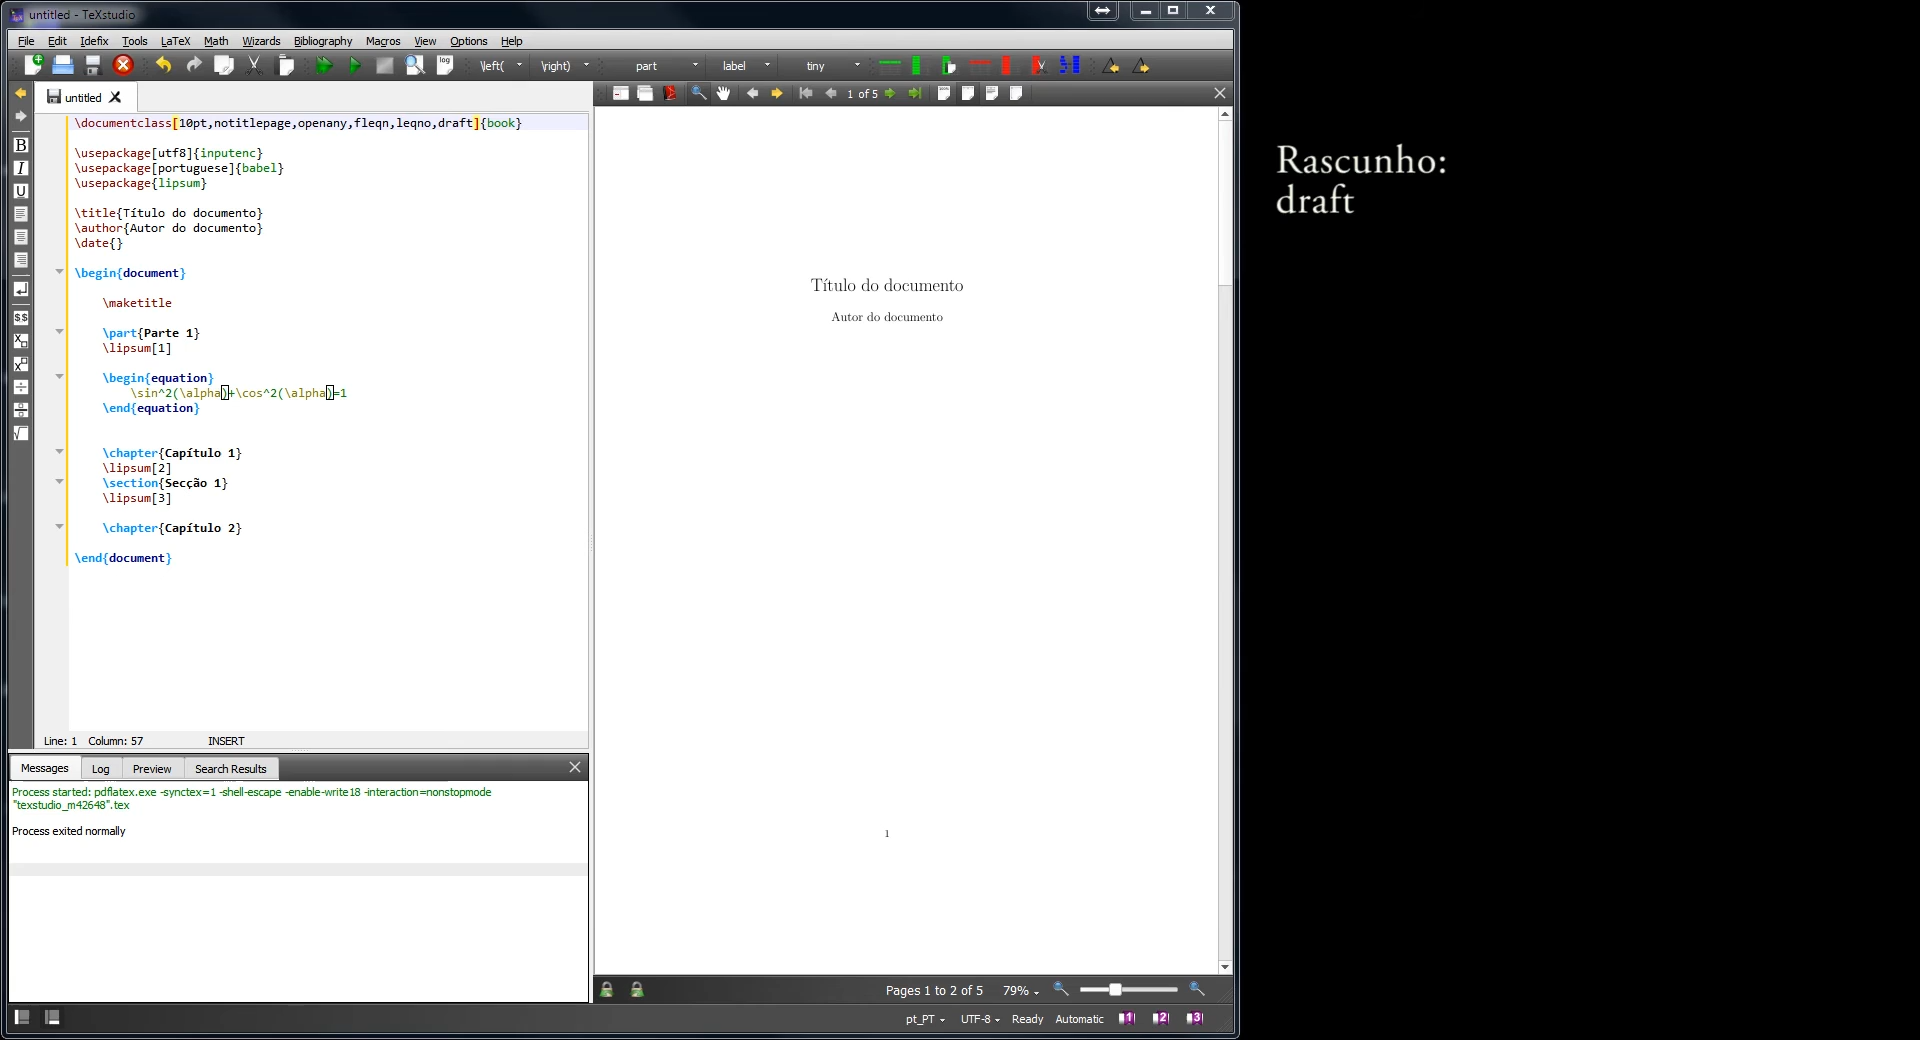 untitled - TeXstudio
File Edit Idefix Tools LaTeX Math Wizards Bibliography Macros View Options Help
log \left( \right) part label tiny
untitled
1 of 5
\documentclass[10pt,notitlepage,openany,fleqn,leqno,draft]{book}
\usepackage[utf8]{inputenc}
\usepackage[portuguese]{babel}
\usepackage{lipsum}
\title{Título do documento}
\author{Autor do documento}
\date{}
\begin{document}
\maketitle
\part{Parte 1}
\lipsum[1]
\begin{equation}
\sin^2(\alpha)+\cos^2(\alpha)=1
\end{equation}
\chapter{Capítulo 1}
\lipsum[2]
\section{Secção 1}
\lipsum[3]
\chapter{Capítulo 2}
\end{document}
B
I
U
$$
Line: 1 Column: 57 INSERT
Messages Log Preview Search Results
Process started: pdflatex.exe -synctex=1 -shell-escape -enable-write18 -interaction=nonstopmode
"texstudio_m42648".tex
Process exited normally
Título do documento
Autor do documento
1
Pages 1 to 2 of 5 79%
pt_PT UTF-8 Ready Automatic 1 2 3
Rascunho:
draft